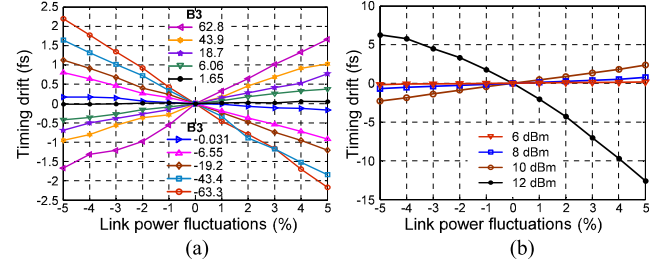 B3
62.8
43.9
18.7
6.06
1.65
B3
-0.031
-6.55
-19.2
-43.4
-63.3
2.5
2
1.5
1
0.5
0
-0.5
-1
-1.5
-2
-2.5
-5 -4 -3 -2 -1 0 1 2 3 4 5
Timing drift (fs)
Link power fluctuations (%)
(a)
10
5
0
-5
-10
-15
-5 -4 -3 -2 -1 0 1 2 3 4 5
Timing drift (fs)
6 dBm
8 dBm
10 dBm
12 dBm
Link power fluctuations (%)
(b)